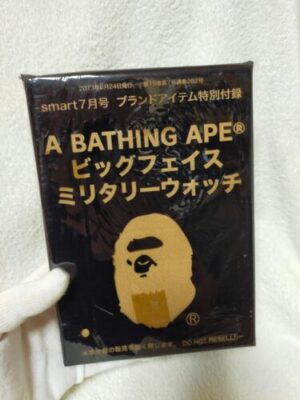 smart7月号 ブランドアイテム特別付録
A BATHING APE®
ビッグフェイス
ミリタリーウォッチ
®
DO NOT RESELL